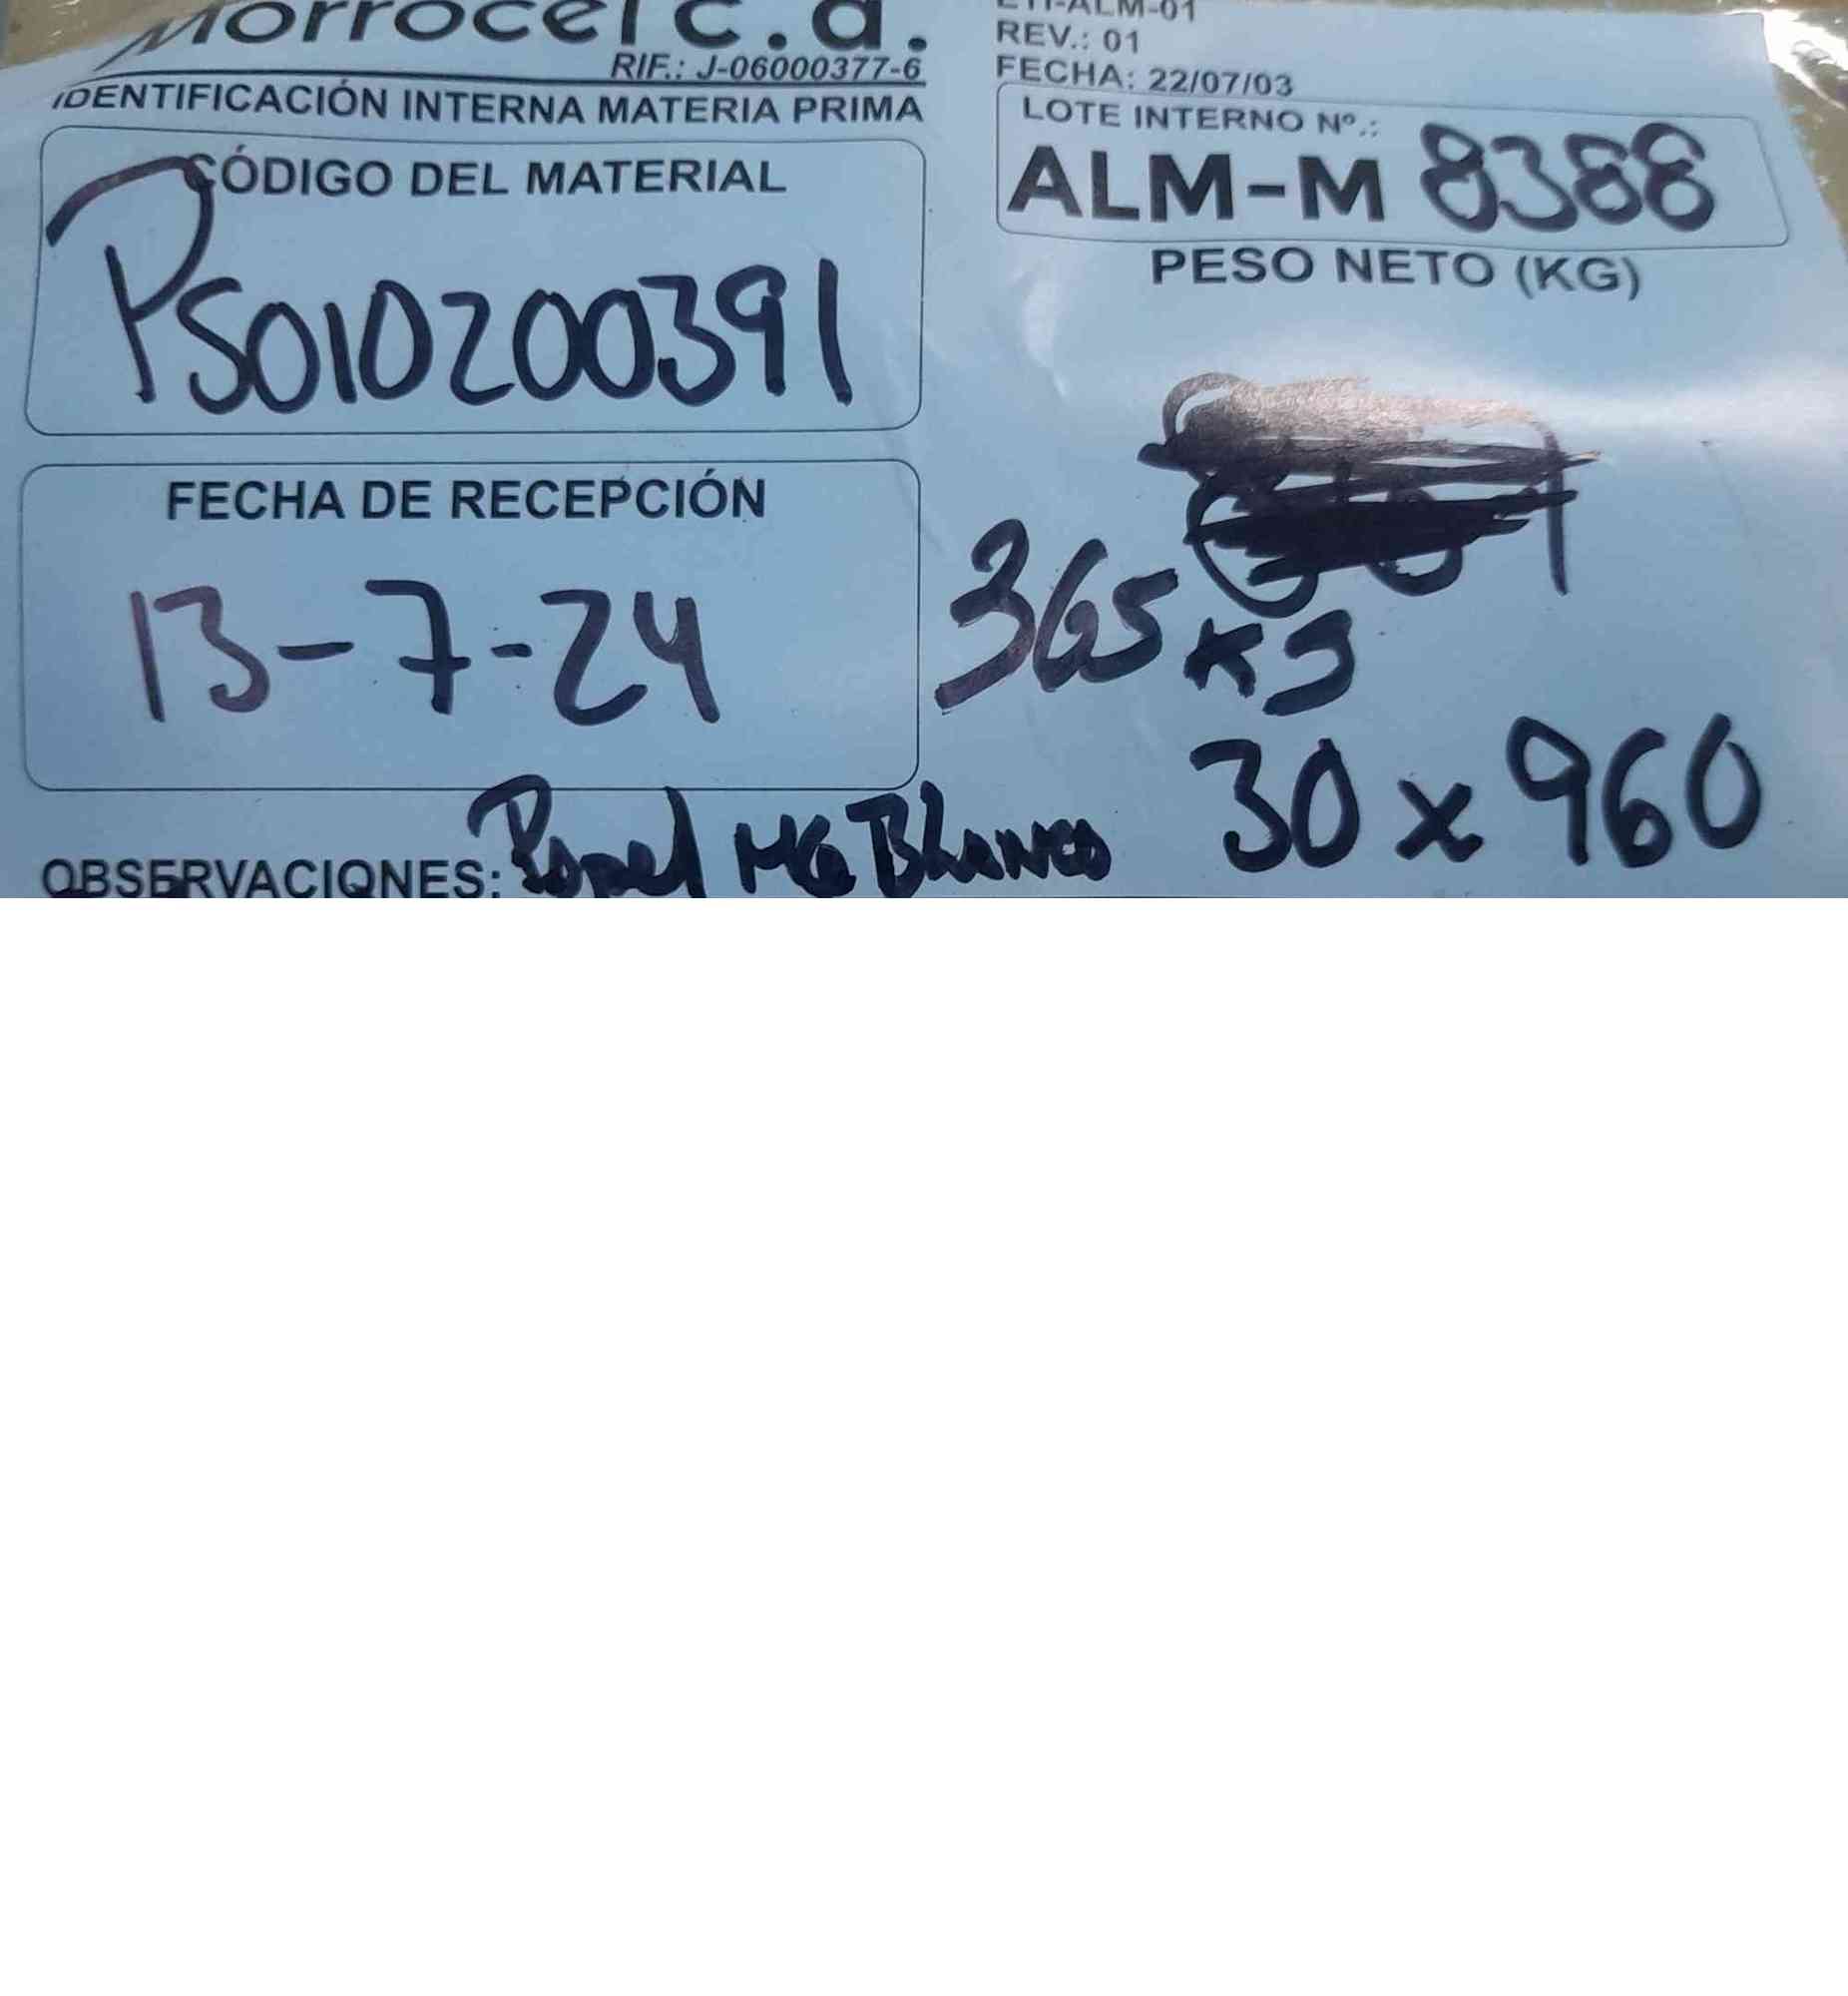 Morrocel c.a.
RIF.: J-06000377-6
IDENTIFICACIÓN INTERNA MATERIA PRIMA
ETI-ALM-01
REV.: 01
FECHA: 22/07/03
LOTE INTERNO Nº.:
ALM-M 8388
CÓDIGO DEL MATERIAL
PS010200391
PESO NETO (KG)
365 KG
FECHA DE RECEPCIÓN
13-7-24
30 x 960
OBSERVACIONES: Papel MG Blanco